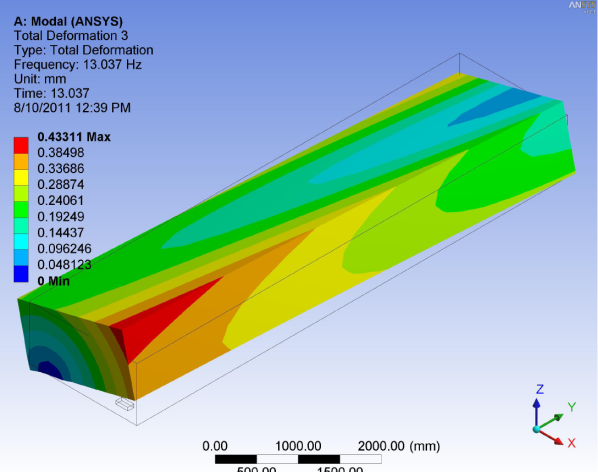 ANSYS
A: Modal (ANSYS)
Total Deformation 3
Type: Total Deformation
Frequency: 13.037 Hz
Unit: mm
Time: 13.037
8/10/2011 12:39 PM
0.43311 Max
0.38498
0.33686
0.28874
0.24061
0.19249
0.14437
0.096246
0.048123
0 Min
Z
Y
X
0.00 1000.00 2000.00 (mm)
500.00 1500.00